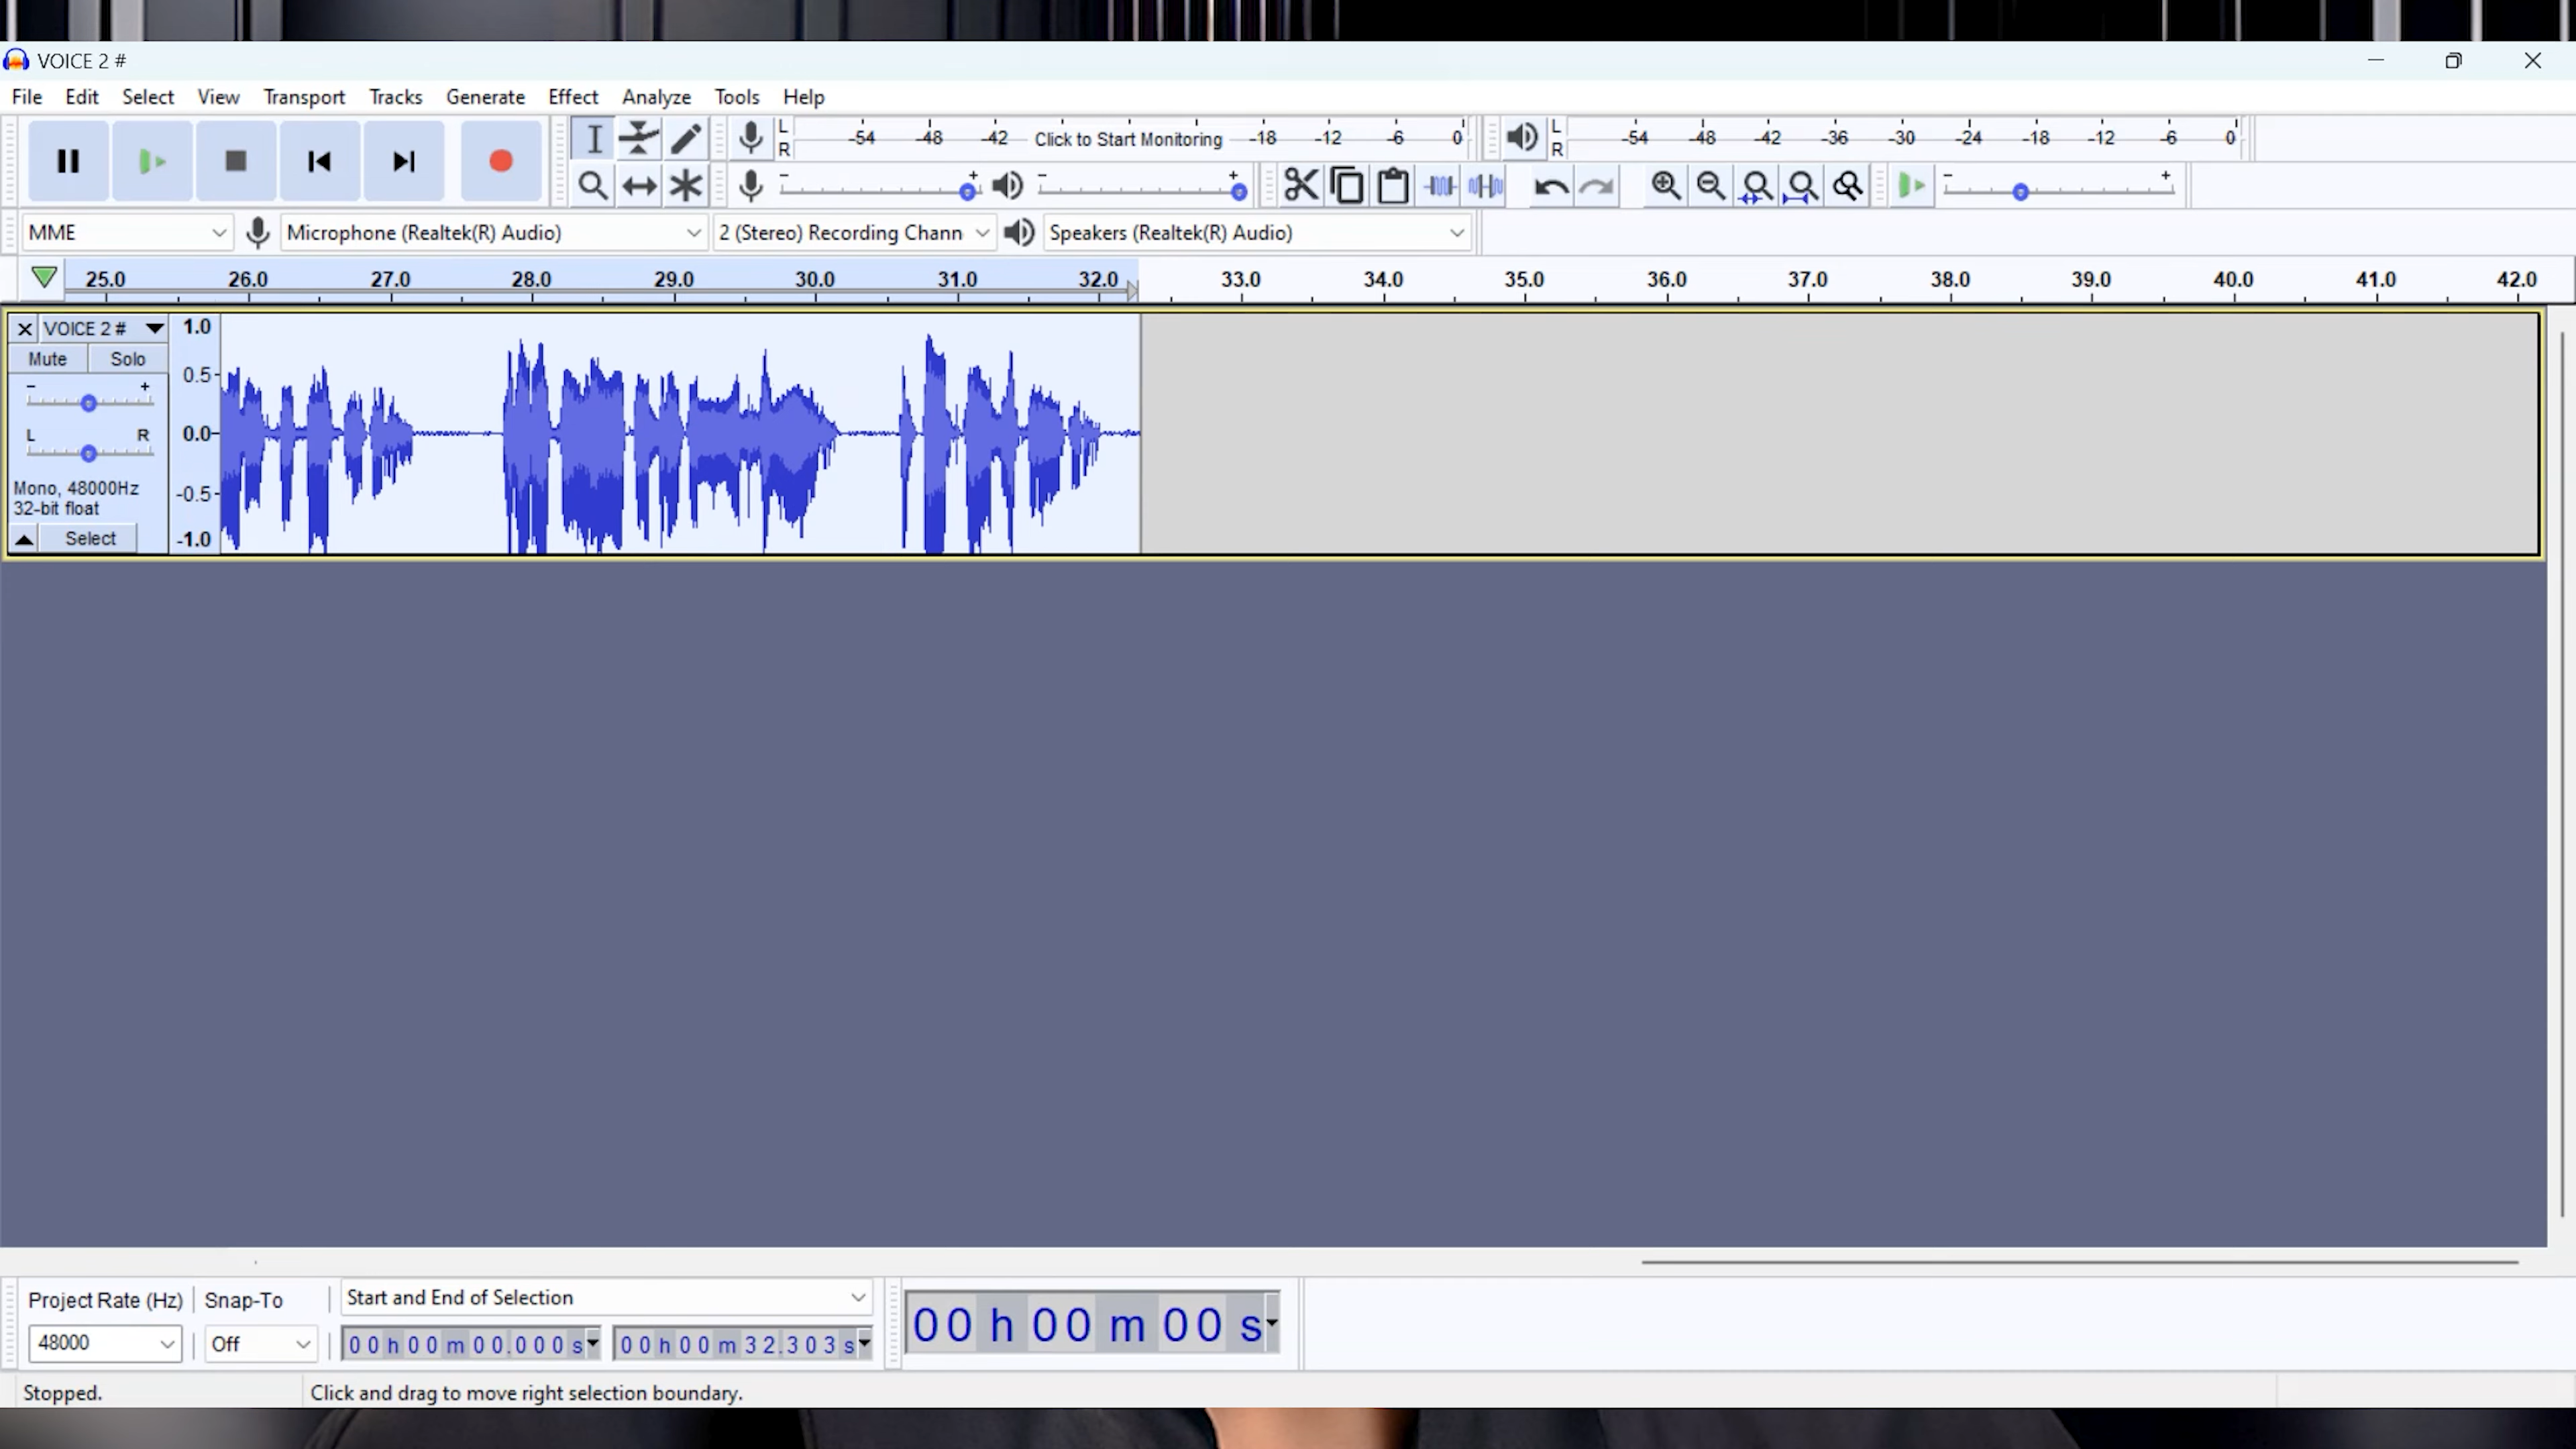 VOICE 2 #
File Edit Select View Transport Tracks Generate Effect Analyze Tools Help
L R -54 -48 -42 Click to Start Monitoring -18 -12 -6 0 L R -54 -48 -42 -36 -30 -24 -18 -12 -6 0
- + - + - +
MME Microphone (Realtek(R) Audio) 2 (Stereo) Recording Chann Speakers (Realtek(R) Audio)
25.0 26.0 27.0 28.0 29.0 30.0 31.0 32.0 33.0 34.0 35.0 36.0 37.0 38.0 39.0 40.0 41.0 42.0
VOICE 2 # 1.0
Mute Solo
- + 0.5
L R 0.0
Mono, 48000Hz -0.5
32-bit float
Select -1.0
Project Rate (Hz) Snap-To Start and End of Selection
48000 Off 00 h 00 m 00.000 s 00 h 00 m 32.303 s 00 h 00 m 00 s
Stopped. Click and drag to move right selection boundary.